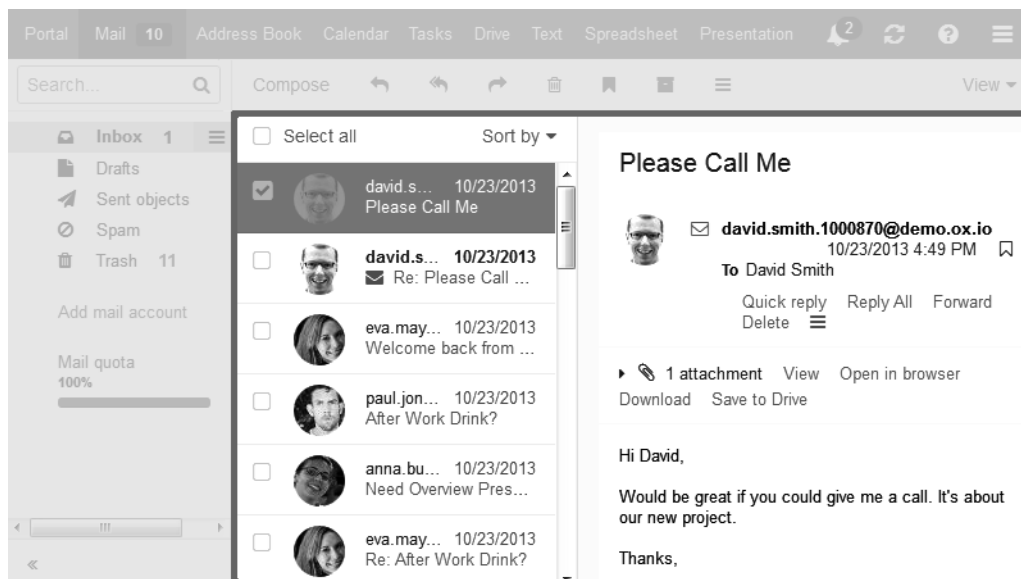 Portal Mail 10 Address Book Calendar Tasks Drive Text Spreadsheet Presentation 2
Search... Compose View
Inbox 1
Drafts
Sent objects
Spam
Trash 11
Add mail account
Mail quota
100%
Select all Sort by
david.s... 10/23/2013
Please Call Me
david.s... 10/23/2013
Re: Please Call ...
eva.may... 10/23/2013
Welcome back from ...
paul.jon... 10/23/2013
After Work Drink?
anna.bu... 10/23/2013
Need Overview Pres...
eva.may... 10/23/2013
Re: After Work Drink?
Please Call Me
david.smith.1000870@demo.ox.io
10/23/2013 4:49 PM
To David Smith
Quick reply Reply All Forward
Delete
1 attachment View Open in browser
Download Save to Drive
Hi David,
Would be great if you could give me a call. It's about
our new project.
Thanks,